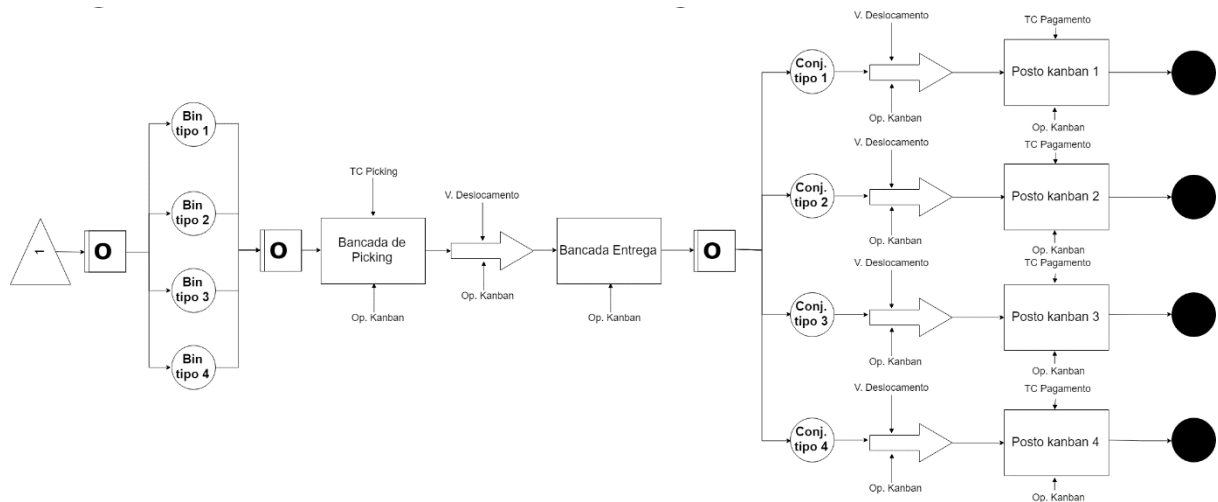 1
O
Bin
tipo 1
Bin
tipo 2
Bin
tipo 3
Bin
tipo 4
O
TC Picking
Bancada de
Picking
Op. Kanban
V. Deslocamento
Op. Kanban
Bancada Entrega
Op. Kanban
O
Conj.
tipo 1
V. Deslocamento
Op. Kanban
TC Pagamento
Posto kanban 1
Op. Kanban
Conj.
tipo 2
V. Deslocamento
Op. Kanban
TC Pagamento
Posto kanban 2
Op. Kanban
Conj.
tipo 3
V. Deslocamento
Op. Kanban
TC Pagamento
Posto kanban 3
Op. Kanban
Conj.
tipo 4
V. Deslocamento
Op. Kanban
TC Pagamento
Posto kanban 4
Op. Kanban